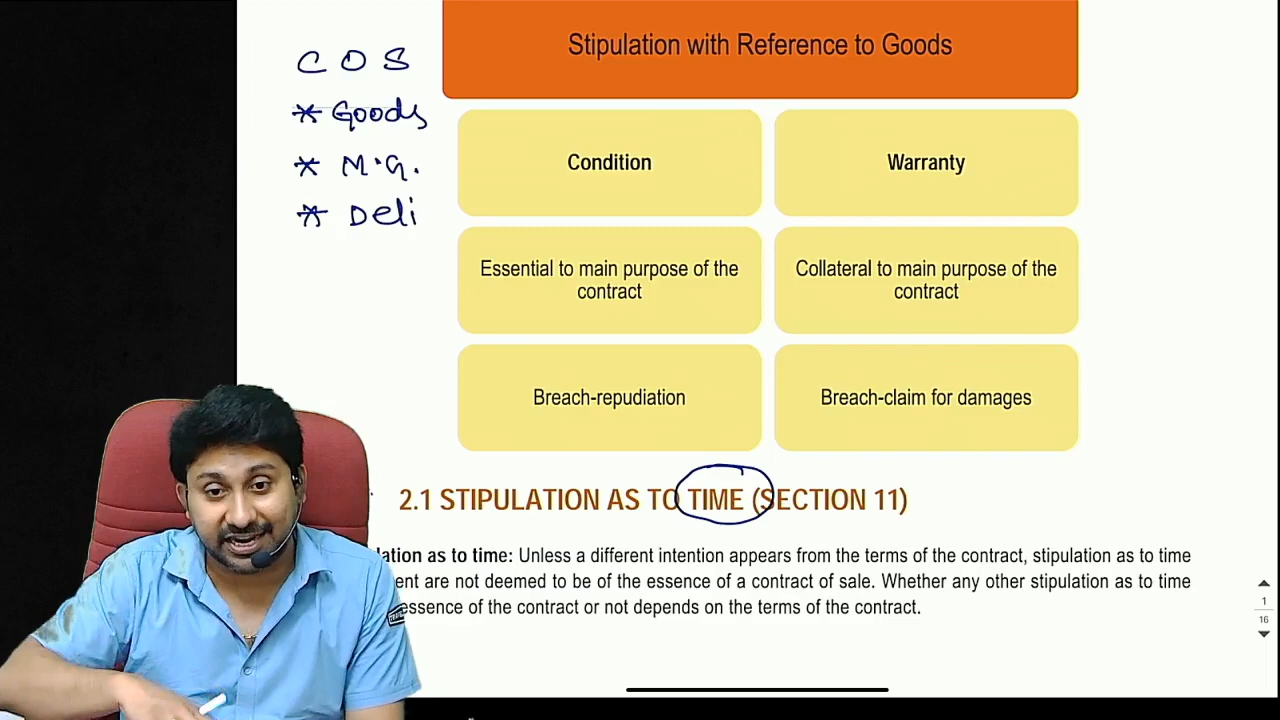 Stipulation with Reference to Goods
C O S
* Goods
* M.G.
* Deli
Condition
Warranty
Essential to main purpose of the
contract
Collateral to main purpose of the
contract
Breach-repudiation
Breach-claim for damages
2.1 STIPULATION AS TO TIME (SECTION 11)
lation as to time: Unless a different intention appears from the terms of the contract, stipulation as to time
ent are not deemed to be of the essence of a contract of sale. Whether any other stipulation as to time
essence of the contract or not depends on the terms of the contract.
1
16